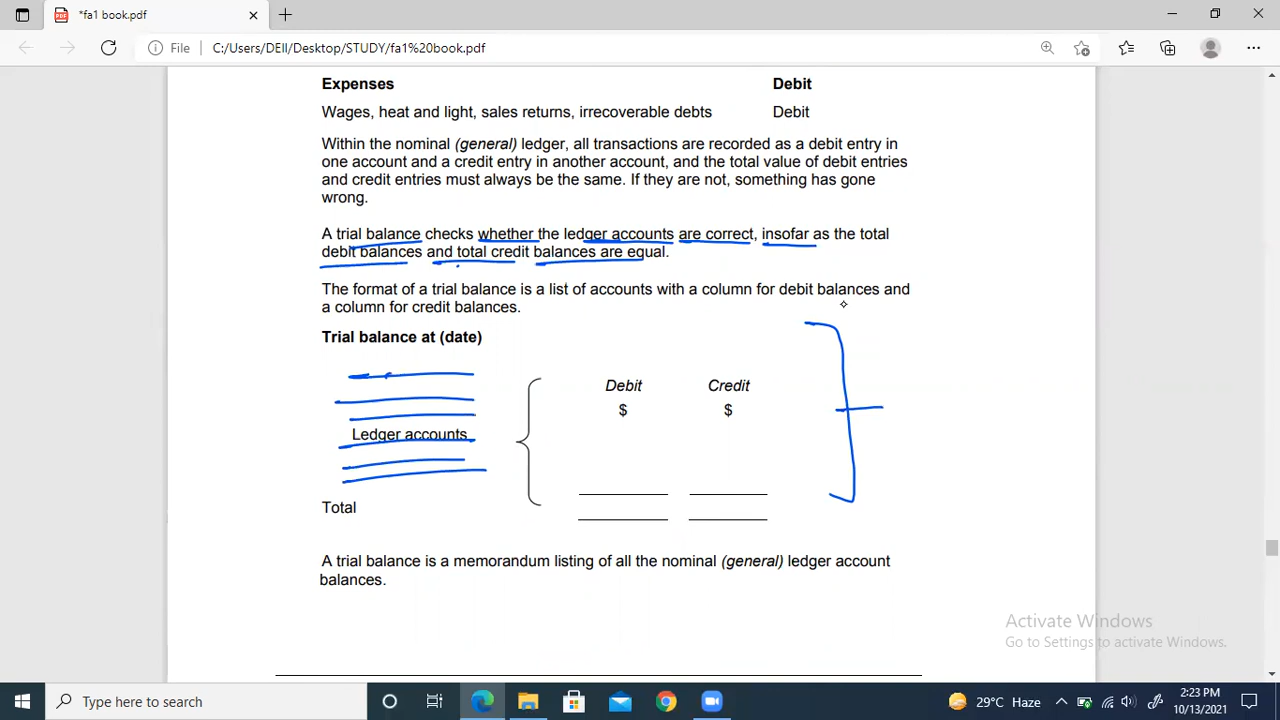 *fa1 book.pdf
File C:/Users/DEll/Desktop/STUDY/fa1%20book.pdf
Expenses Debit
Wages, heat and light, sales returns, irrecoverable debts Debit
Within the nominal (general) ledger, all transactions are recorded as a debit entry in
one account and a credit entry in another account, and the total value of debit entries
and credit entries must always be the same. If they are not, something has gone
wrong.
A trial balance checks whether the ledger accounts are correct, insofar as the total
debit balances and total credit balances are equal.
The format of a trial balance is a list of accounts with a column for debit balances and
a column for credit balances.
Trial balance at (date)
Debit Credit
$ $
Ledger accounts
Total
A trial balance is a memorandum listing of all the nominal (general) ledger account
balances.
Activate Windows
Go to Settings to activate Windows.
Type here to search
29°C Haze
2:23 PM
10/13/2021